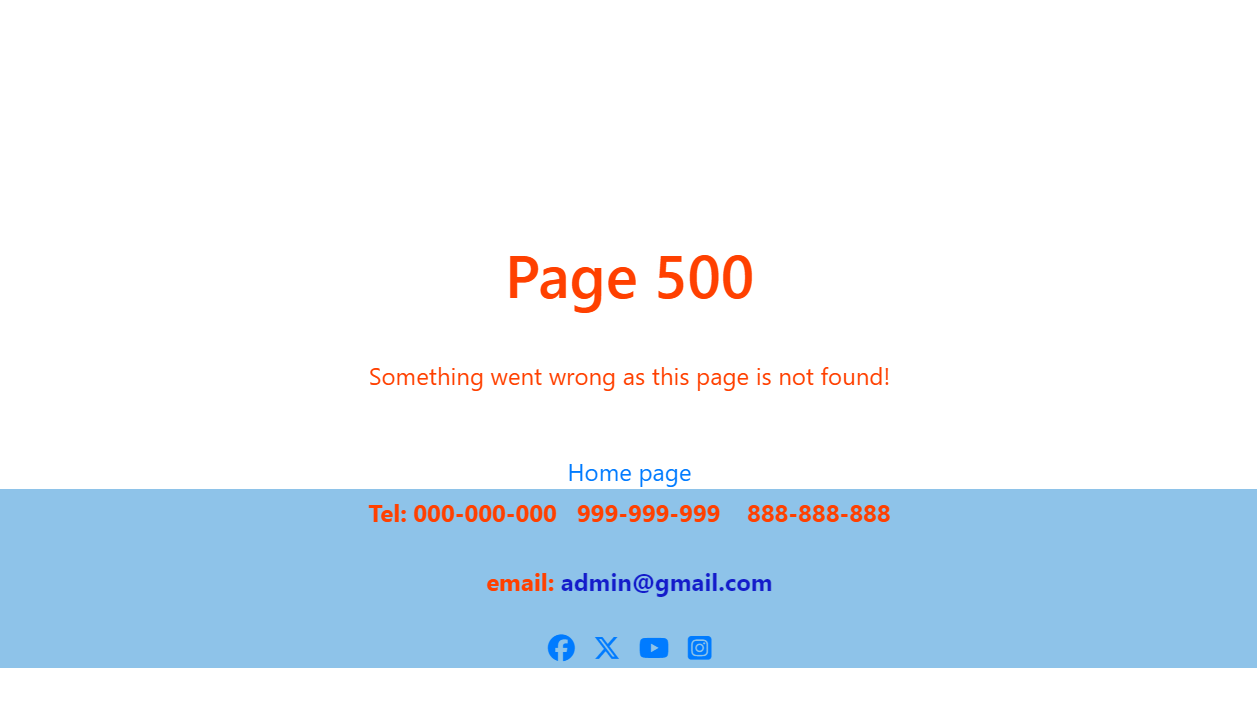 Page 500
Something went wrong as this page is not found!
Home page
Tel: 000-000-000 999-999-999 888-888-888
email: admin@gmail.com